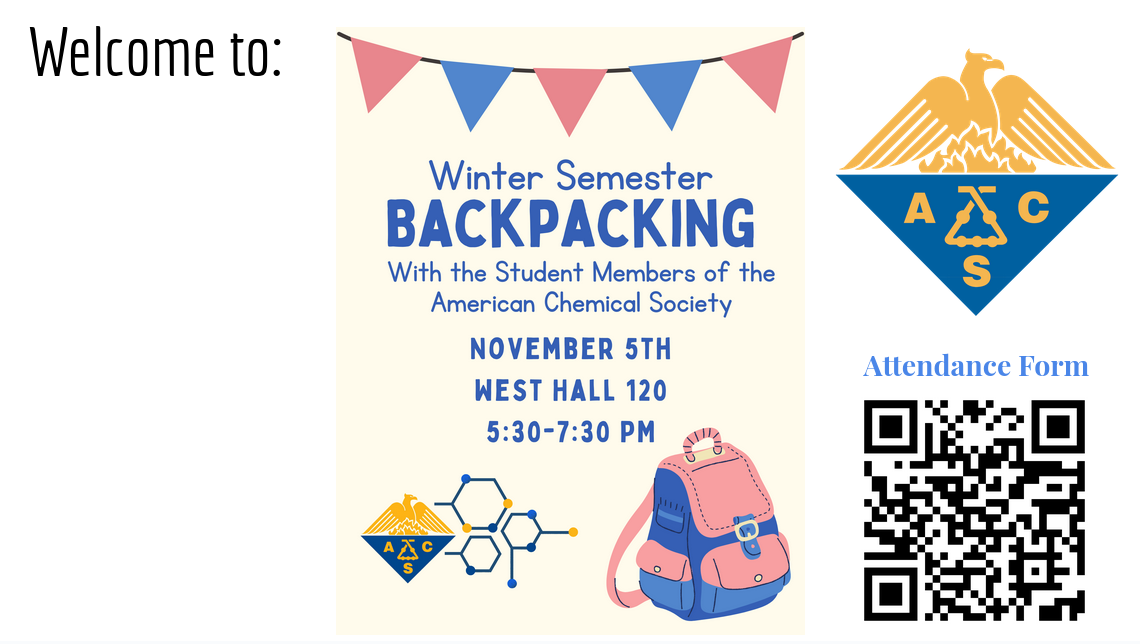 Welcome to:
Winter Semester
BACKPACKING
With the Student Members of the
American Chemical Society
NOVEMBER 5TH
WEST HALL 120
5:30-7:30 PM
A C
S
A C
S
Attendance Form